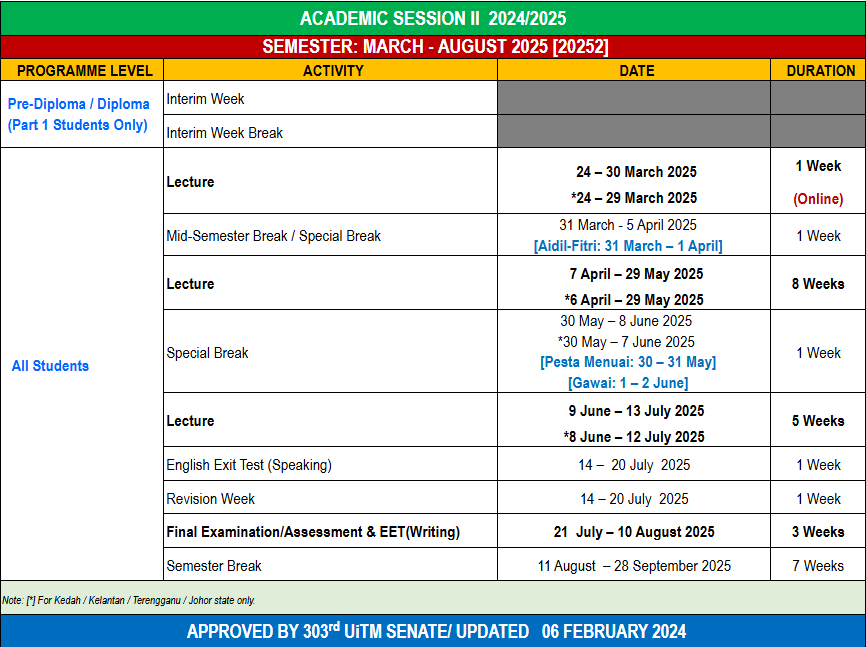 ACADEMIC SESSION II 2024/2025
SEMESTER: MARCH - AUGUST 2025 [20252]
PROGRAMME LEVEL ACTIVITY DATE DURATION
Pre-Diploma / Diploma
(Part 1 Students Only)
Interim Week
Interim Week Break
All Students
Lecture
24 – 30 March 2025
*24 – 29 March 2025
1 Week
(Online)
Mid-Semester Break / Special Break
31 March - 5 April 2025
[Aidil-Fitri: 31 March – 1 April]
1 Week
Lecture
7 April – 29 May 2025
*6 April – 29 May 2025
8 Weeks
Special Break
30 May – 8 June 2025
*30 May – 7 June 2025
[Pesta Menuai: 30 – 31 May]
[Gawai: 1 – 2 June]
1 Week
Lecture
9 June – 13 July 2025
*8 June – 12 July 2025
5 Weeks
English Exit Test (Speaking) 14 – 20 July 2025 1 Week
Revision Week 14 – 20 July 2025 1 Week
Final Examination/Assessment & EET(Writing) 21 July – 10 August 2025 3 Weeks
Semester Break 11 August – 28 September 2025 7 Weeks
Note: [*] For Kedah / Kelantan / Terengganu / Johor state only.
APPROVED BY 303rd UiTM SENATE/ UPDATED 06 FEBRUARY 2024